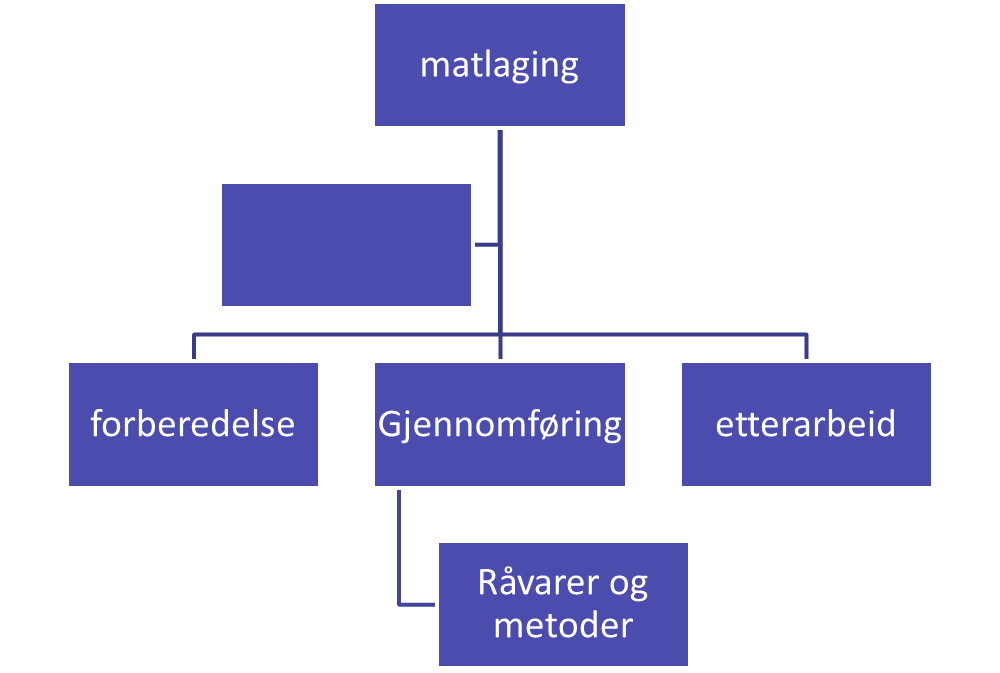 matlaging
forberedelse
Gjennomføring
etterarbeid
Råvarer og
metoder